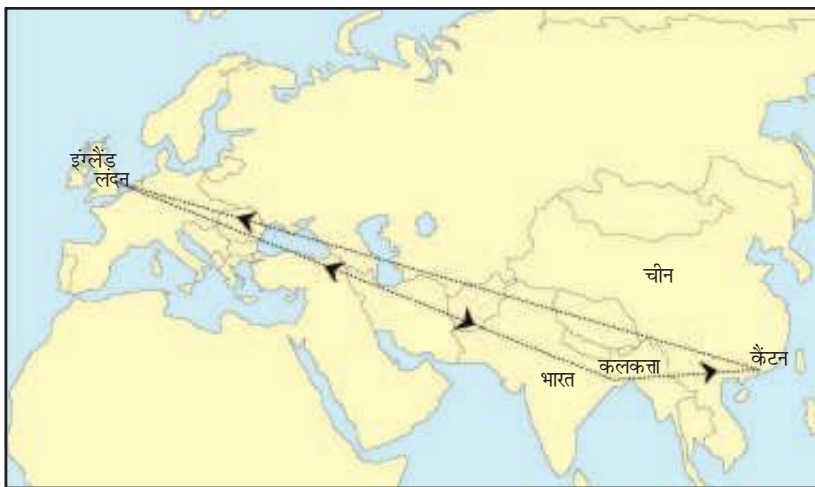 इंग्लैंड
लंदन
चीन
कैंटन
कलकत्ता
भारत